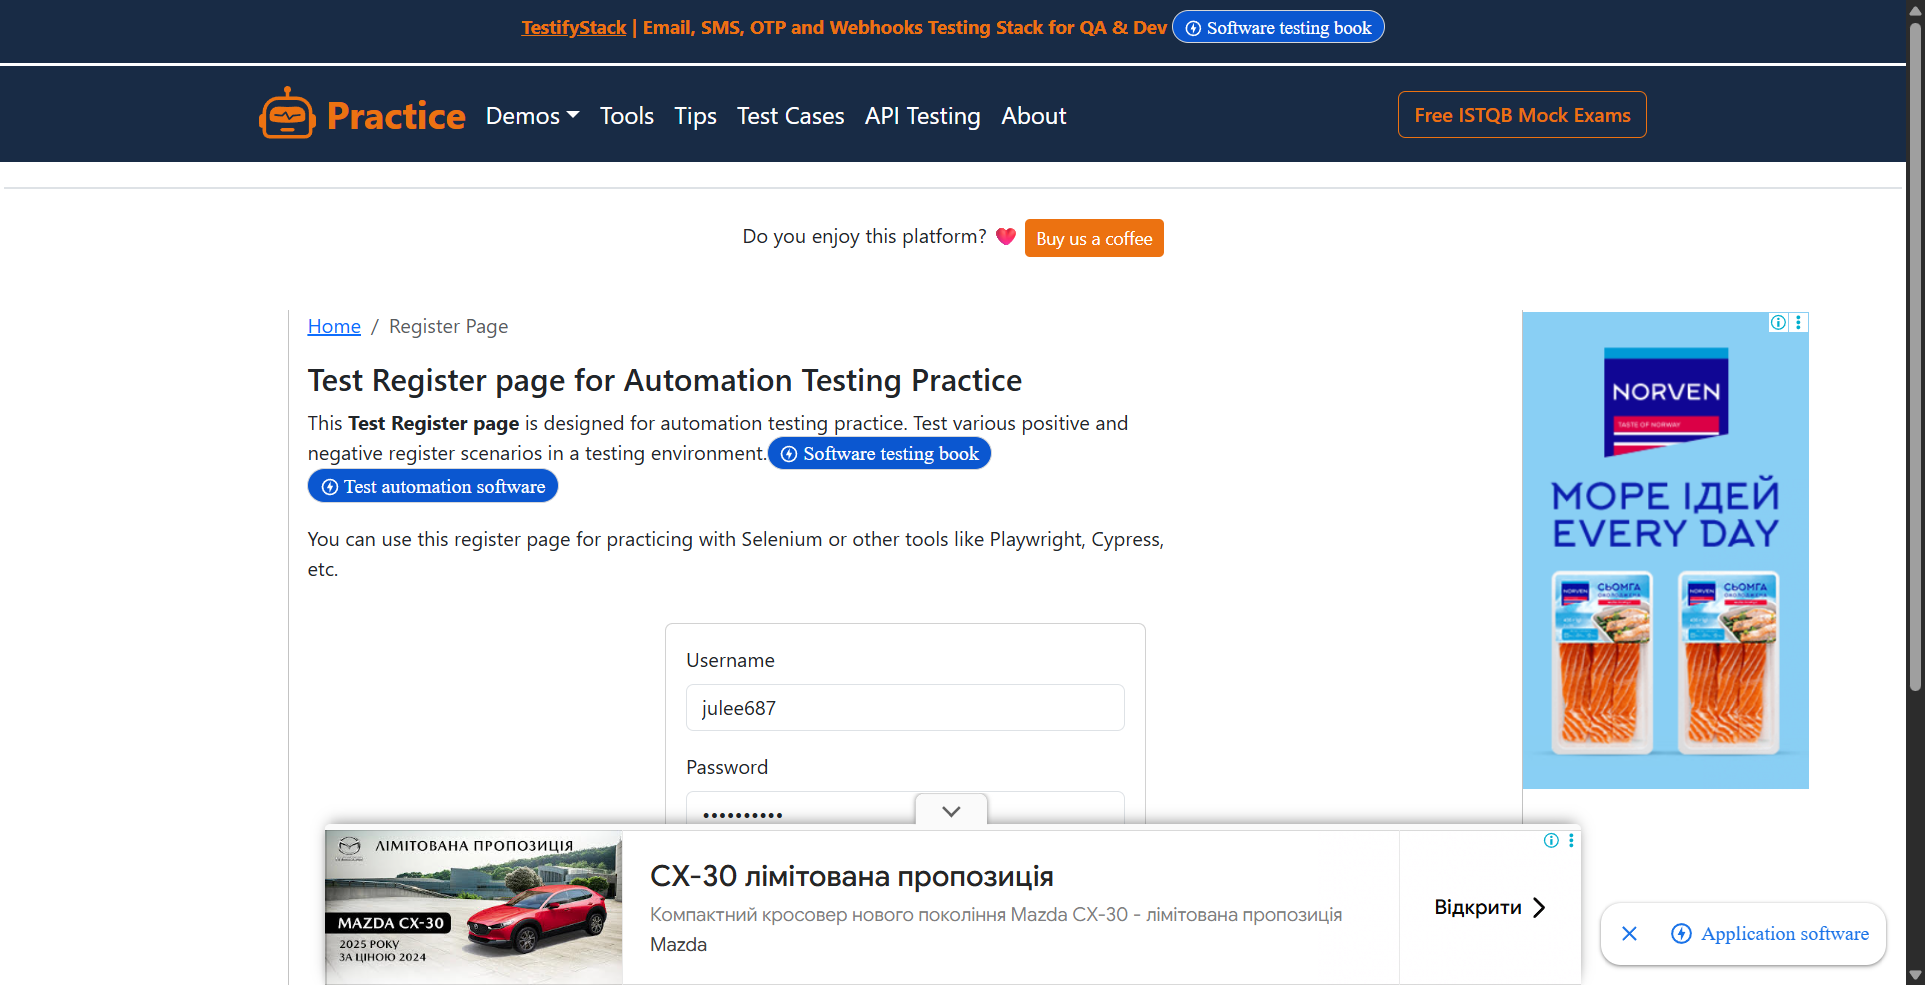 TestifyStack | Email, SMS, OTP and Webhooks Testing Stack for QA & Dev Software testing book
Practice Demos Tools Tips Test Cases API Testing About Free ISTQB Mock Exams
Do you enjoy this platform? Buy us a coffee
Home / Register Page
Test Register page for Automation Testing Practice
This Test Register page is designed for automation testing practice. Test various positive and
negative register scenarios in a testing environment. Software testing book
Test automation software
You can use this register page for practicing with Selenium or other tools like Playwright, Cypress,
etc.
Username
julee687
Password
••••••••••
NORVEN
TASTE OF NORWAY
МОРЕ ІДЕЙ
EVERY DAY
NORVEN СЬОМГА
NORVEN СЬОМГА
ЛІМІТОВАНА ПРОПОЗИЦІЯ
MAZDA CX-30
2025 РОКУ
ЗА ЦІНОЮ 2024
CX-30 лімітована пропозиція
Компактний кросовер нового покоління Mazda CX-30 - лімітована пропозиція
Mazda
Відкрити
Application software